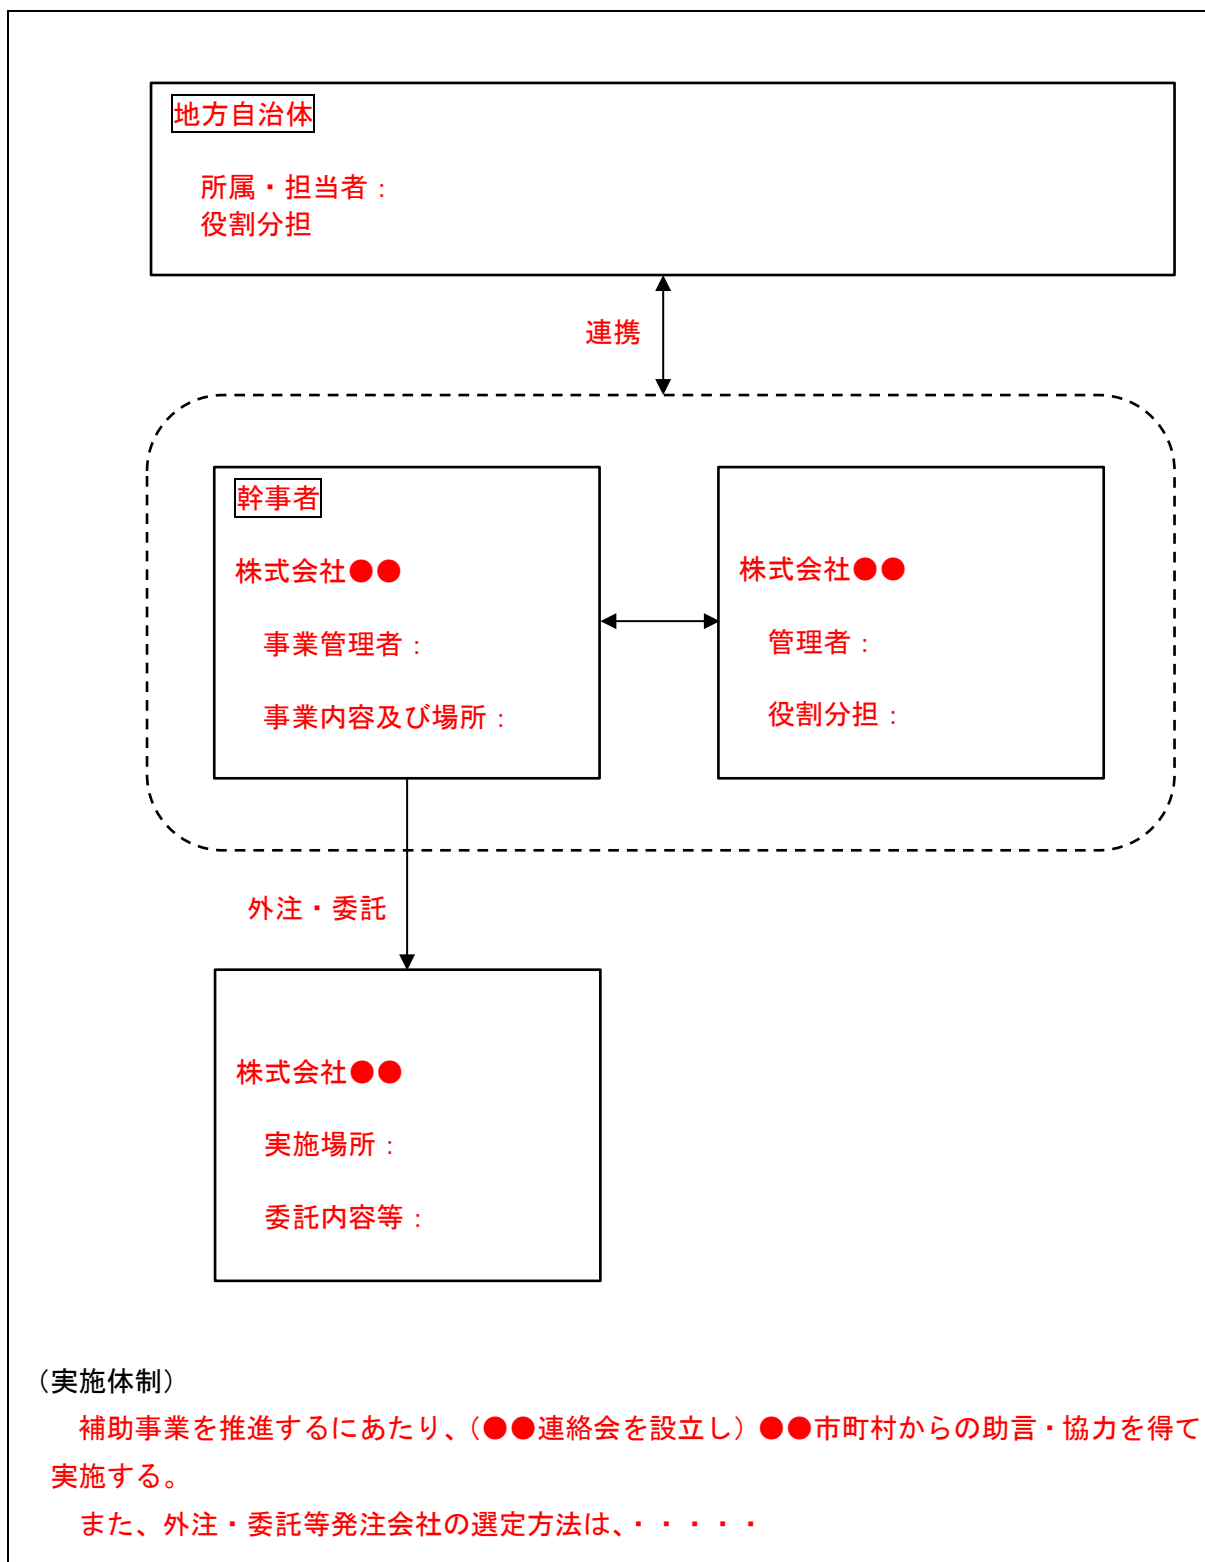 地方自治体
所属・担当者：
役割分担
連携
幹事者
株式会社●●
事業管理者：
事業内容及び場所：
株式会社●●
管理者：
役割分担：
外注・委託
株式会社●●
実施場所：
委託内容等：
（実施体制）
補助事業を推進するにあたり、（●●連絡会を設立し）●●市町村からの助言・協力を得て
実施する。
また、外注・委託等発注会社の選定方法は、・・・・・